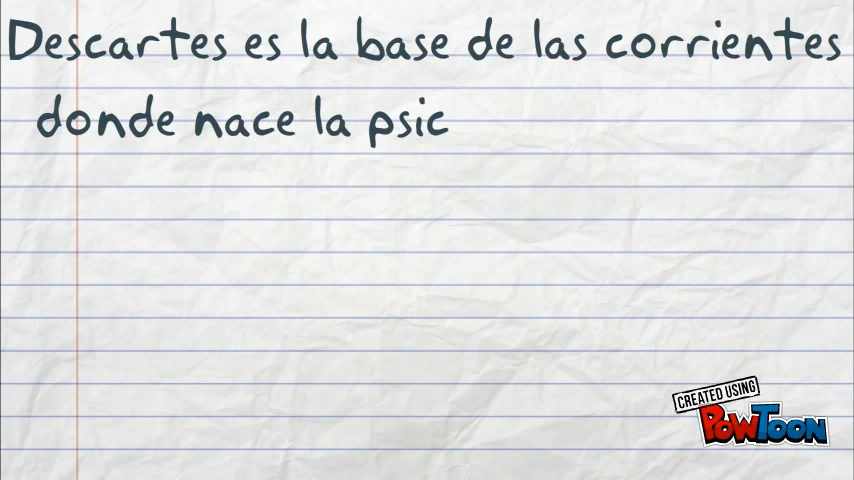 Descartes es la base de las corrientes
donde nace la psic
CREATED USING
POWTOON